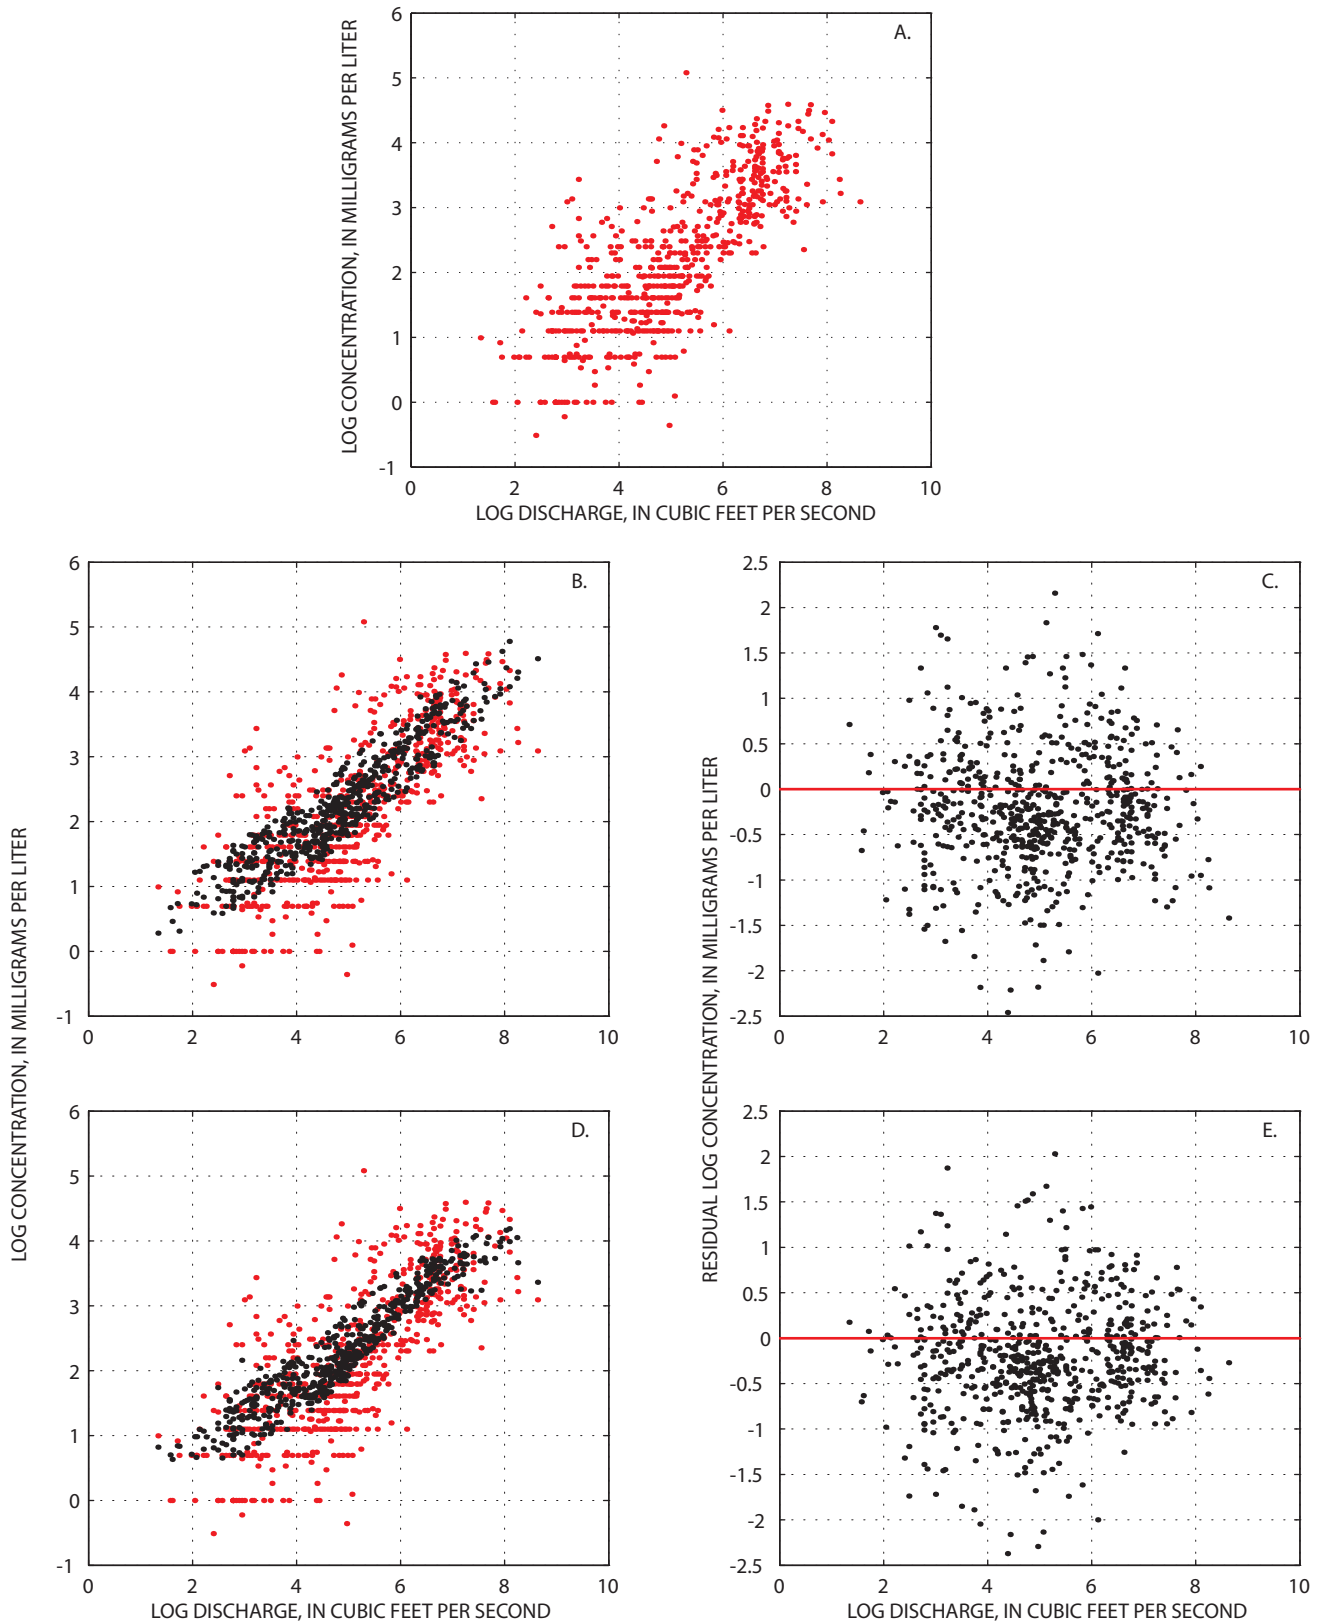 A.
6
5
4
3
2
1
0
-1
0 2 4 6 8 10
LOG CONCENTRATION, IN MILLIGRAMS PER LITER
LOG DISCHARGE, IN CUBIC FEET PER SECOND
B.
6
5
4
3
2
1
0
-1
0 2 4 6 8 10
C.
2.5
2
1.5
1
0.5
0
-0.5
-1
-1.5
-2
-2.5
0 2 4 6 8 10
LOG CONCENTRATION, IN MILLIGRAMS PER LITER
RESIDUAL LOG CONCENTRATION, IN MILLIGRAMS PER LITER
D.
6
5
4
3
2
1
0
-1
0 2 4 6 8 10
LOG DISCHARGE, IN CUBIC FEET PER SECOND
E.
2.5
2
1.5
1
0.5
0
-0.5
-1
-1.5
-2
-2.5
0 2 4 6 8 10
LOG DISCHARGE, IN CUBIC FEET PER SECOND